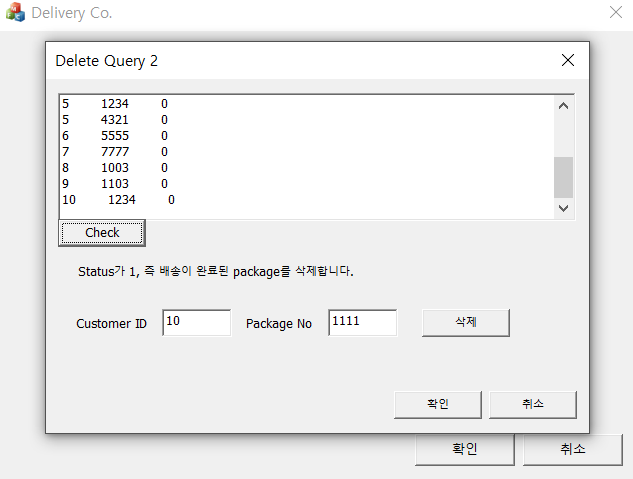 Delivery Co.
Delete Query 2
5 1234 0
5 4321 0
6 5555 0
7 7777 0
8 1003 0
9 1103 0
10 1234 0
Check
Status가 1, 즉 배송이 완료된 package를 삭제합니다.
Customer ID 10 Package No 1111 삭제
확인 취소
확인 취소